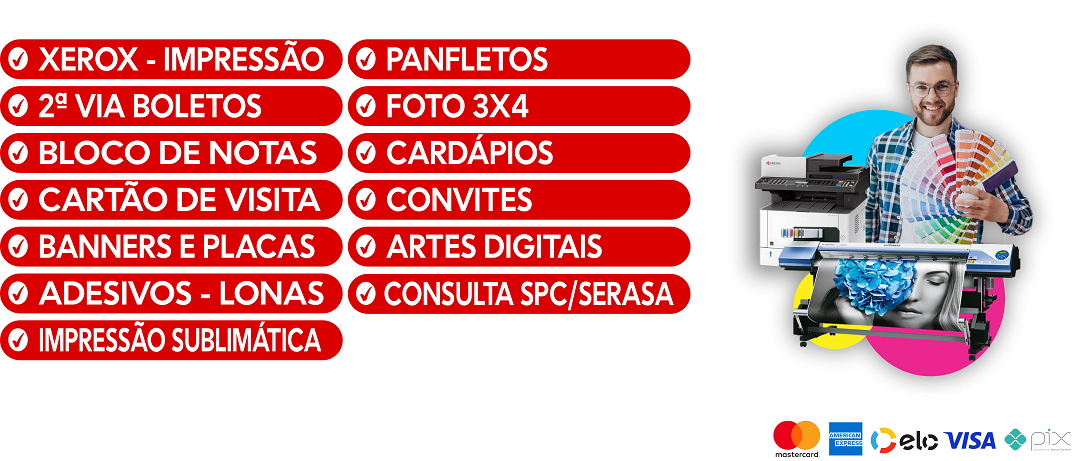 XEROX - IMPRESSÃO
2ª VIA BOLETOS
BLOCO DE NOTAS
CARTÃO DE VISITA
BANNERS E PLACAS
ADESIVOS - LONAS
IMPRESSÃO SUBLIMÁTICA
PANFLETOS
FOTO 3X4
CARDÁPIOS
CONVITES
ARTES DIGITAIS
CONSULTA SPC/SERASA
mastercard
AMERICAN
EXPRESS
elo
VISA
pix